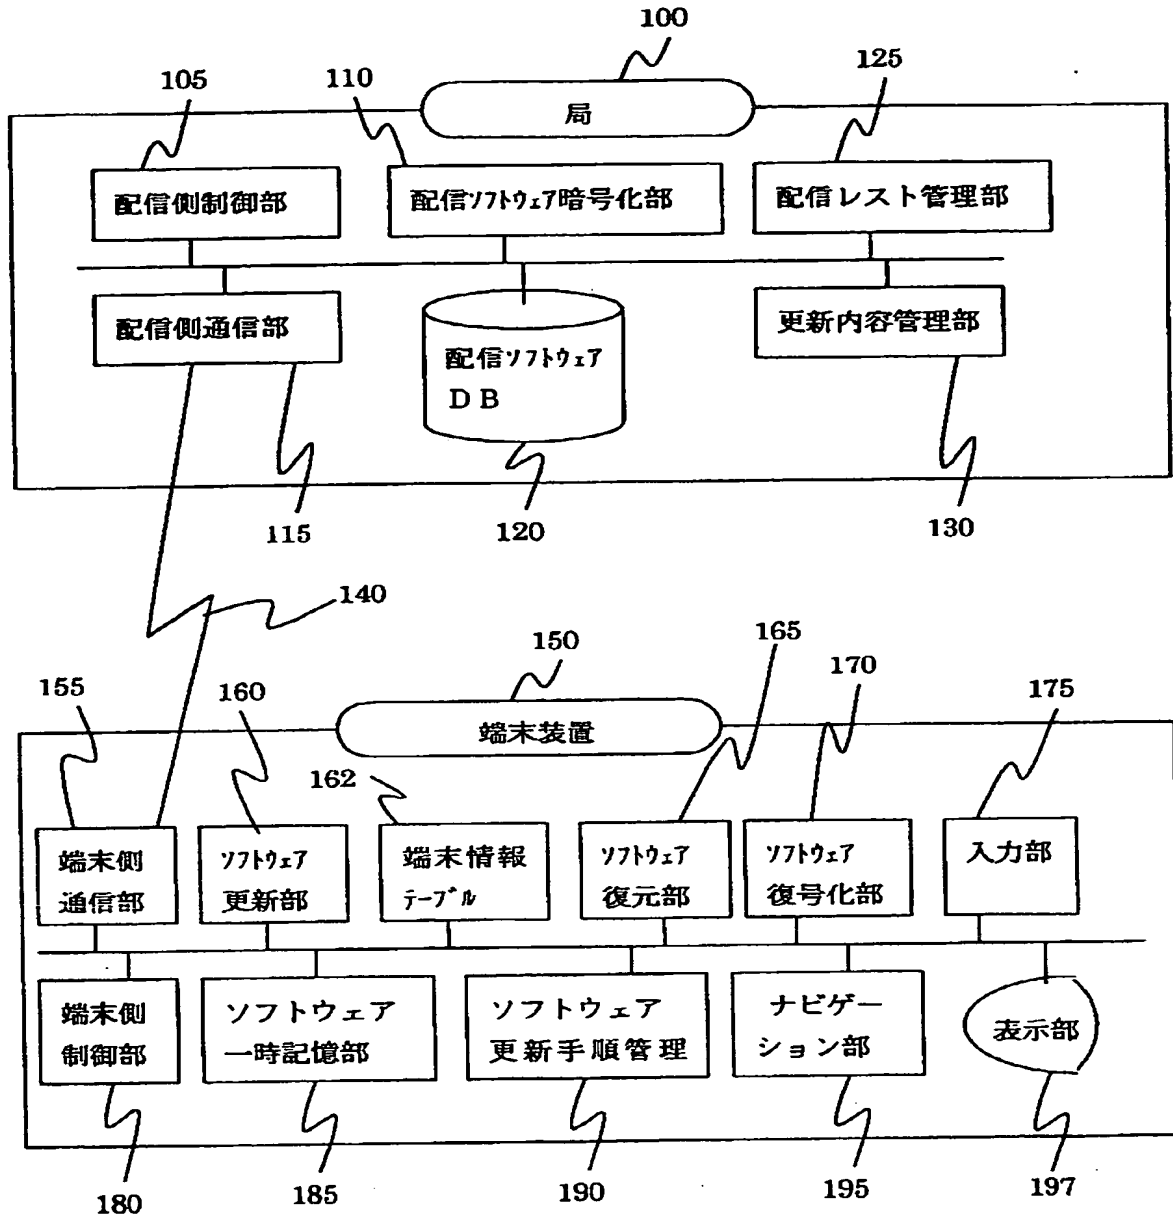 100
局
105
110
125
配信側制御部
配信ソフトウェア暗号化部
配信レスト管理部
配信側通信部
配信ソフトウェア
DB
更新内容管理部
115
120
130
140
150
165
170
155
160
175
端末装置
162
端末側
通信部
ソフトウェア
更新部
端末情報
テーブル
ソフトウェア
復元部
ソフトウェア
復号化部
入力部
端末側
制御部
ソフトウェア
一時記憶部
ソフトウェア
更新手順管理
ナビゲー
ション部
表示部
180
185
190
195
197